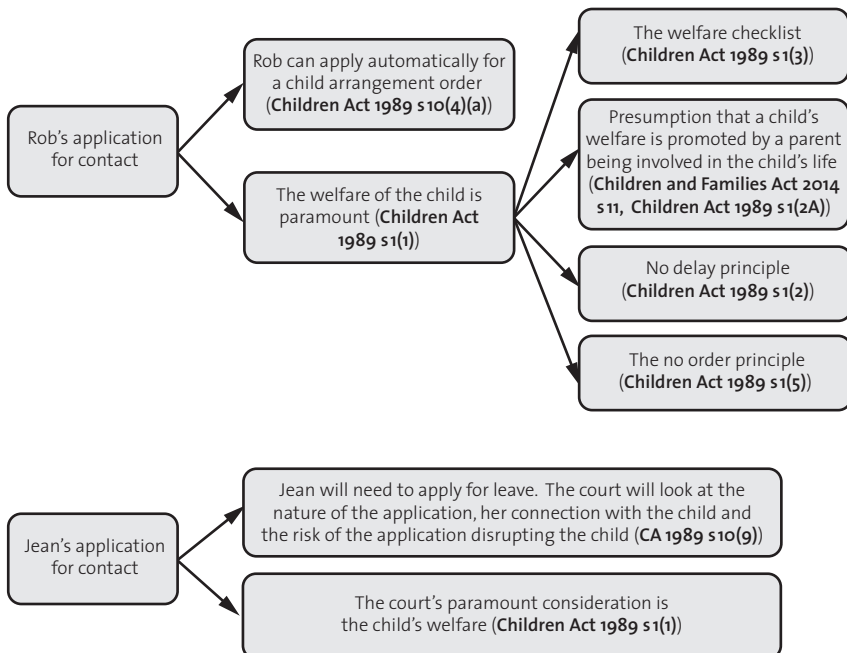 Rob's application
for contact
Rob can apply automatically for
a child arrangement order
(Children Act 1989 s10(4)(a))
The welfare of the child is
paramount (Children Act
1989 s1(1))
The welfare checklist
(Children Act 1989 s1(3))
Presumption that a child's
welfare is promoted by a parent
being involved in the child's life
(Children and Families Act 2014
s11, Children Act 1989 s1(2A))
No delay principle
(Children Act 1989 s1(2))
The no order principle
(Children Act 1989 s1(5))
Jean's application
for contact
Jean will need to apply for leave. The court will look at the
nature of the application, her connection with the child and
the risk of the application disrupting the child (CA 1989 s10(9))
The court's paramount consideration is
the child's welfare (Children Act 1989 s1(1))